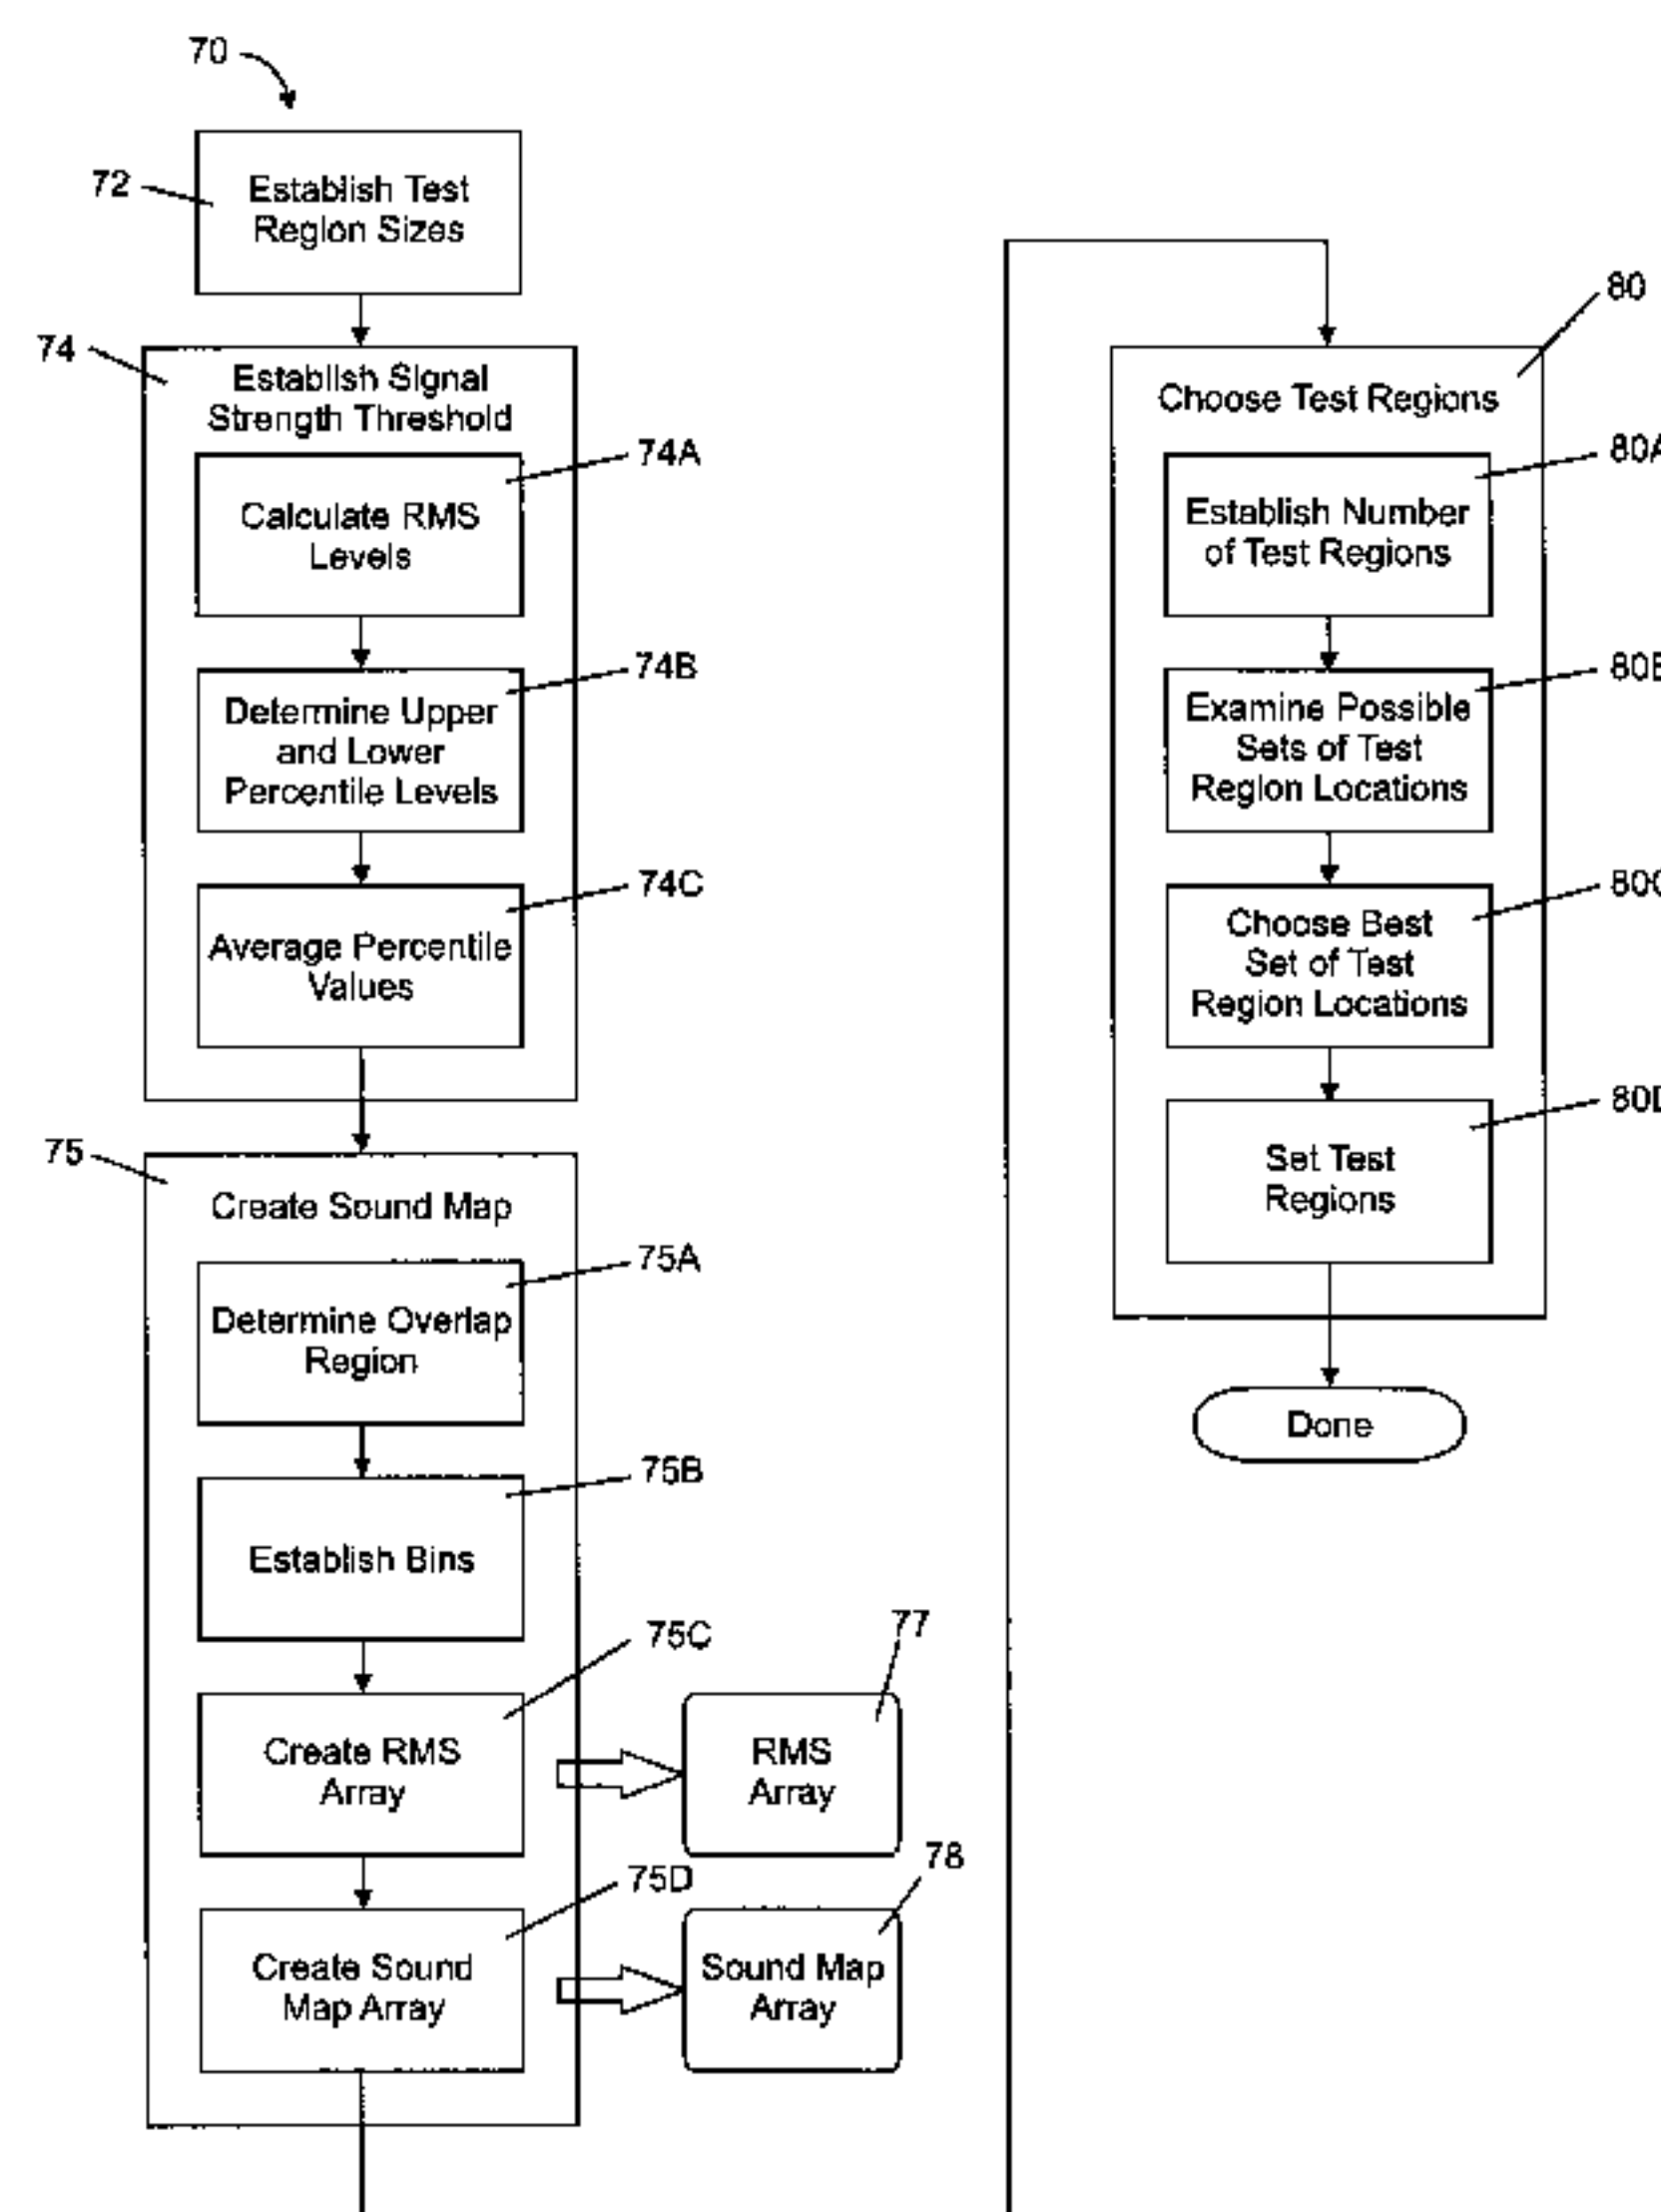 70
72
Establish Test
Region Sizes
74
Establish Signal
Strength Threshold
74A
Calculate RMS
Levels
74B
Determine Upper
and Lower
Percentile Levels
74C
Average Percentile
Values
75
Create Sound Map
75A
Determine Overlap
Region
75B
Establish Bins
75C
Create RMS
Array
77
RMS
Array
75D
Create Sound
Map Array
78
Sound Map
Array
80
Choose Test Regions
80A
Establish Number
of Test Regions
80B
Examine Possible
Sets of Test
Region Locations
80C
Choose Best
Set of Test
Region Locations
80D
Set Test
Regions
Done